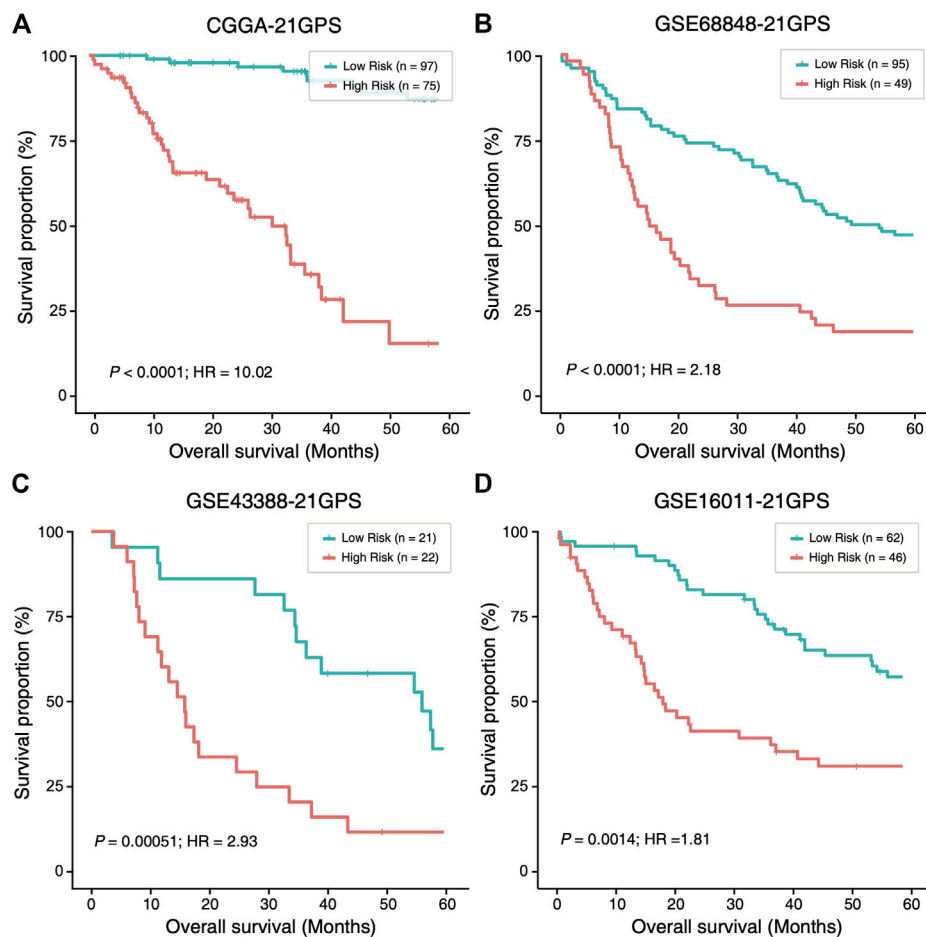 A
CGGA-21GPS
Low Risk (n = 97)
High Risk (n = 75)
Survival proportion (%)
100
75
50
25
0
P < 0.0001; HR = 10.02
0 10 20 30 40 50 60
Overall survival (Months)
B
GSE68848-21GPS
Low Risk (n = 95)
High Risk (n = 49)
Survival proportion (%)
100
75
50
25
0
P < 0.0001; HR = 2.18
0 10 20 30 40 50 60
Overall survival (Months)
C
GSE43388-21GPS
Low Risk (n = 21)
High Risk (n = 22)
Survival proportion (%)
100
75
50
25
0
P = 0.00051; HR = 2.93
0 10 20 30 40 50 60
Overall survival (Months)
D
GSE16011-21GPS
Low Risk (n = 62)
High Risk (n = 46)
Survival proportion (%)
100
75
50
25
0
P = 0.0014; HR =1.81
0 10 20 30 40 50 60
Overall survival (Months)